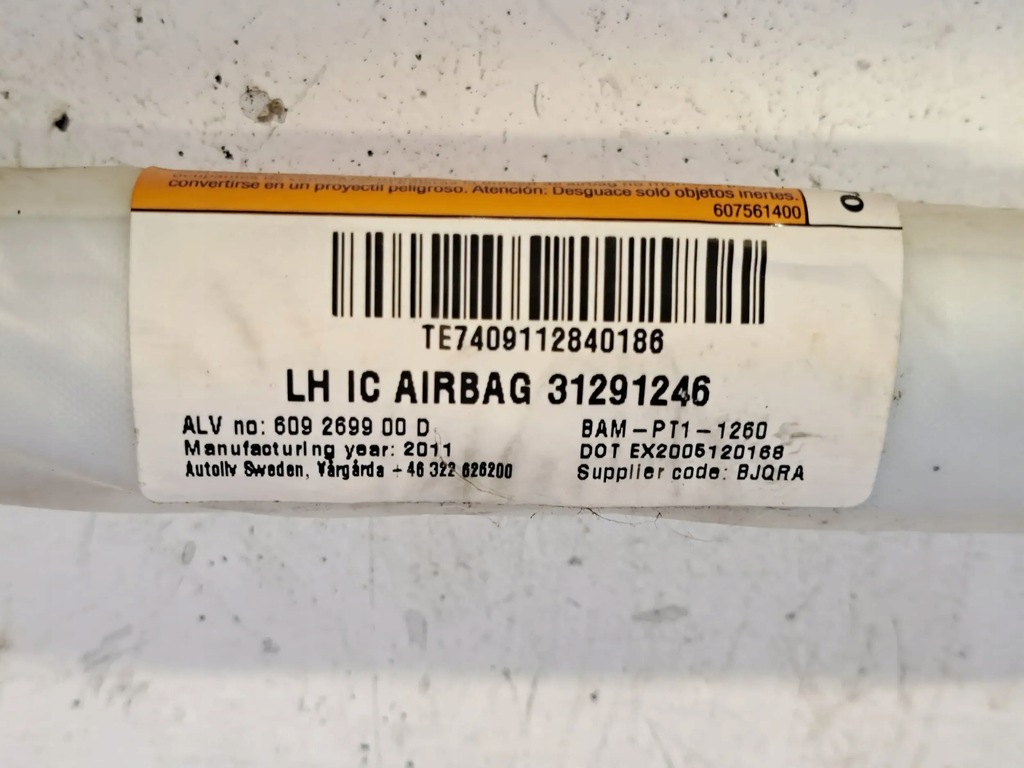 convertirse en un proyectil peligroso. Atención: Desguace soló objetos inertes.
607561400
TE7409112840186
LH IC AIRBAG 31291246
ALV no: 609 2699 00 D
BAM-PT1-1260
Manufacturing year: 2011
DOT EX2005120168
Autoliv Sweden, Vårgårda +46 322 626200
Supplier code: BJQRA